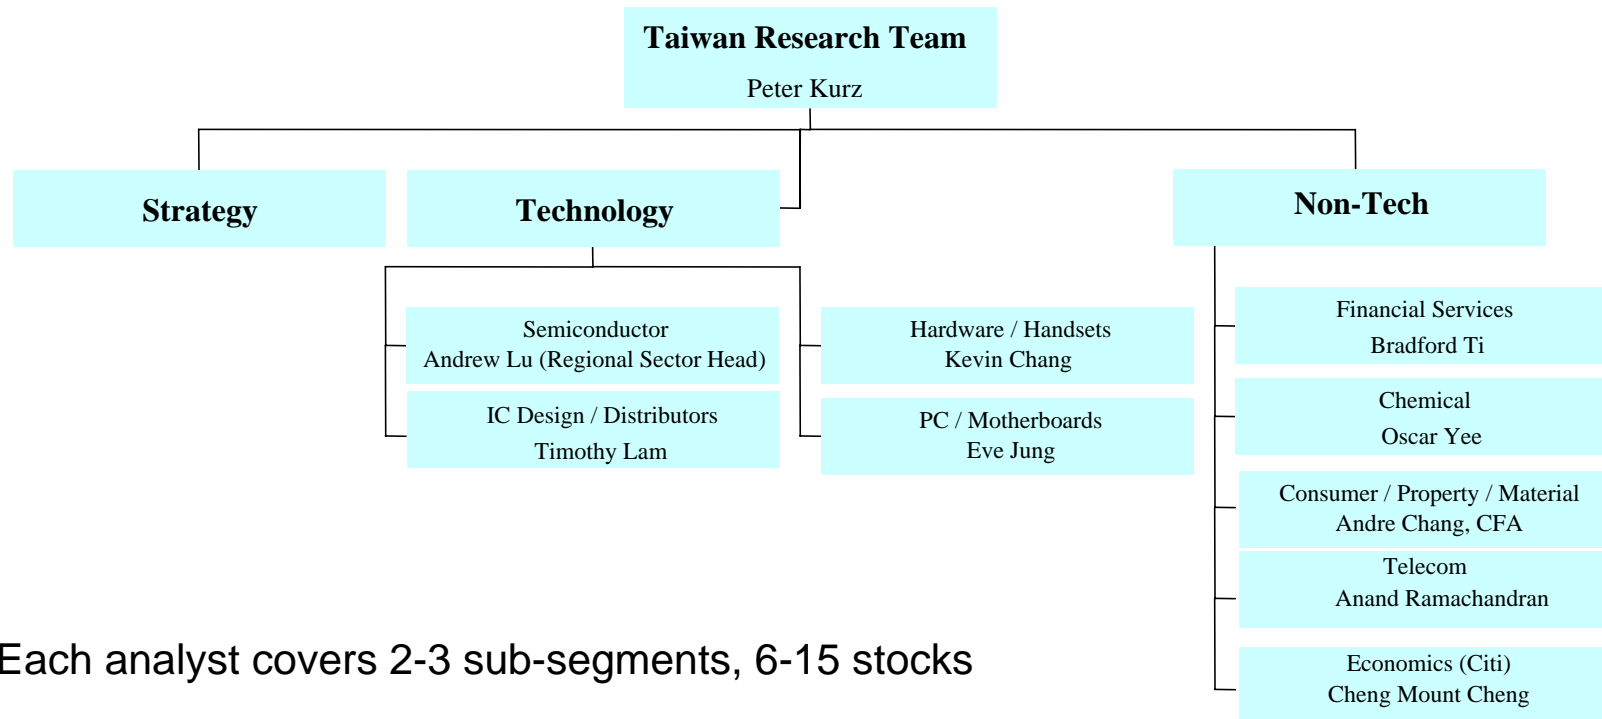 Taiwan Research Team
Peter Kurz
Strategy
Technology
Non-Tech
Semiconductor
Andrew Lu (Regional Sector Head)
IC Design / Distributors
Timothy Lam
Hardware / Handsets
Kevin Chang
PC / Motherboards
Eve Jung
Financial Services
Bradford Ti
Chemical
Oscar Yee
Consumer / Property / Material
Andre Chang, CFA
Telecom
Anand Ramachandran
Economics (Citi)
Cheng Mount Cheng
Each analyst covers 2-3 sub-segments, 6-15 stocks